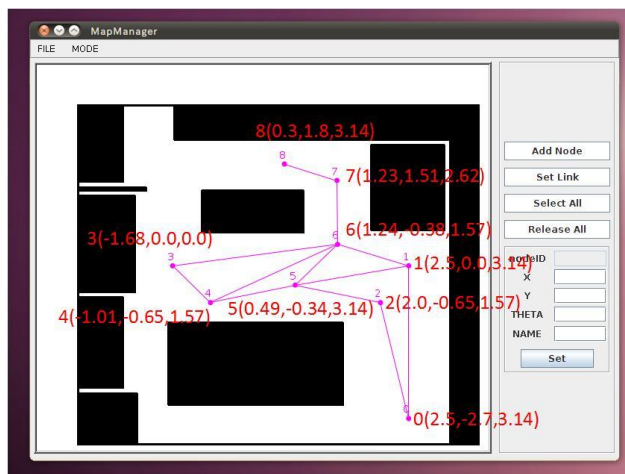 MapManager
FILE MODE
8(0.3,1.8,3.14)
8
7
7(1.23,1.51,2.62)
6(1.24,-0.38,1.57)
6
3(-1.68,0.0,0.0)
3
1
1(2.5,0.0,3.14)
5
4
2
2(2.0,-0.65,1.57)
4(-1.01,-0.65,1.57)
5(0.49,-0.34,3.14)
0
0(2.5,-2.7,3.14)
Add Node
Set Link
Select All
Release All
nodeID
X
Y
THETA
NAME
Set